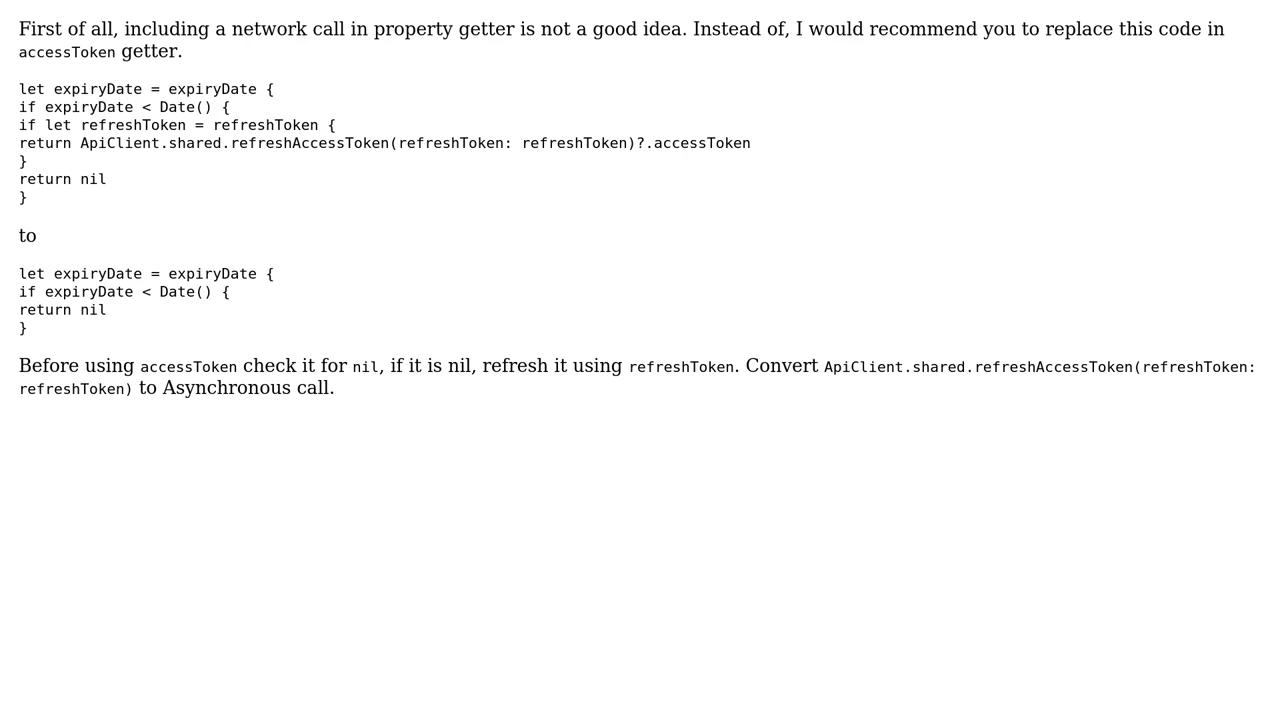 First of all, including a network call in property getter is not a good idea. Instead of, I would recommend you to replace this code in
accessToken getter.
let expiryDate = expiryDate {
if expiryDate < Date() {
if let refreshToken = refreshToken {
return ApiClient.shared.refreshAccessToken(refreshToken: refreshToken)?.accessToken
}
return nil
}
to
let expiryDate = expiryDate {
if expiryDate < Date() {
return nil
}
Before using accessToken check it for nil, if it is nil, refresh it using refreshToken. Convert ApiClient.shared.refreshAccessToken(refreshToken:
refreshToken) to Asynchronous call.